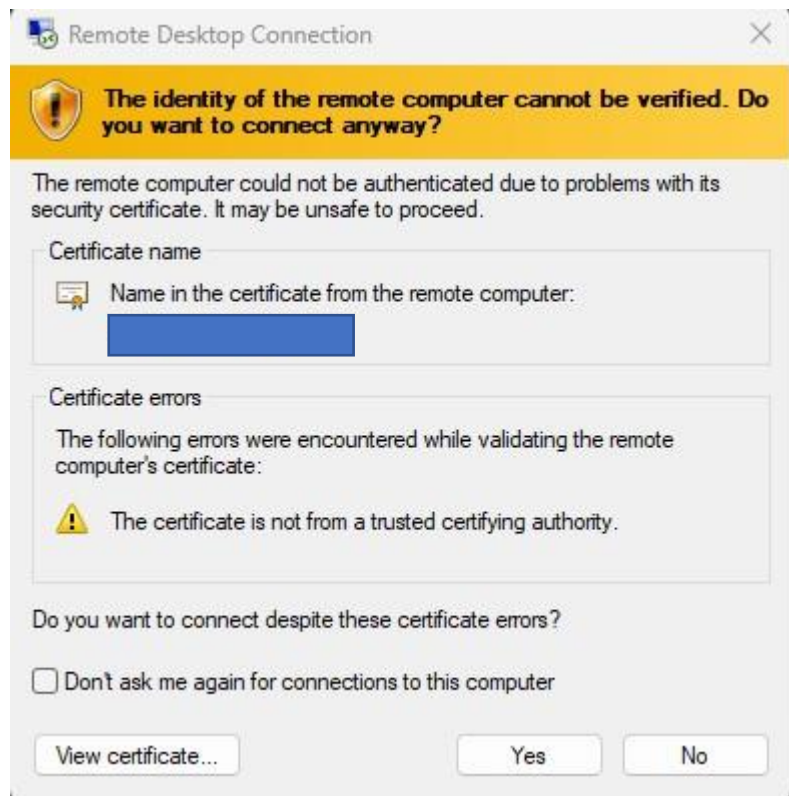 Remote Desktop Connection
The identity of the remote computer cannot be verified. Do
you want to connect anyway?
The remote computer could not be authenticated due to problems with its
security certificate. It may be unsafe to proceed.
Certificate name
Name in the certificate from the remote computer:
Certificate errors
The following errors were encountered while validating the remote
computer's certificate:
The certificate is not from a trusted certifying authority.
Do you want to connect despite these certificate errors?
Don't ask me again for connections to this computer
View certificate...
Yes
No